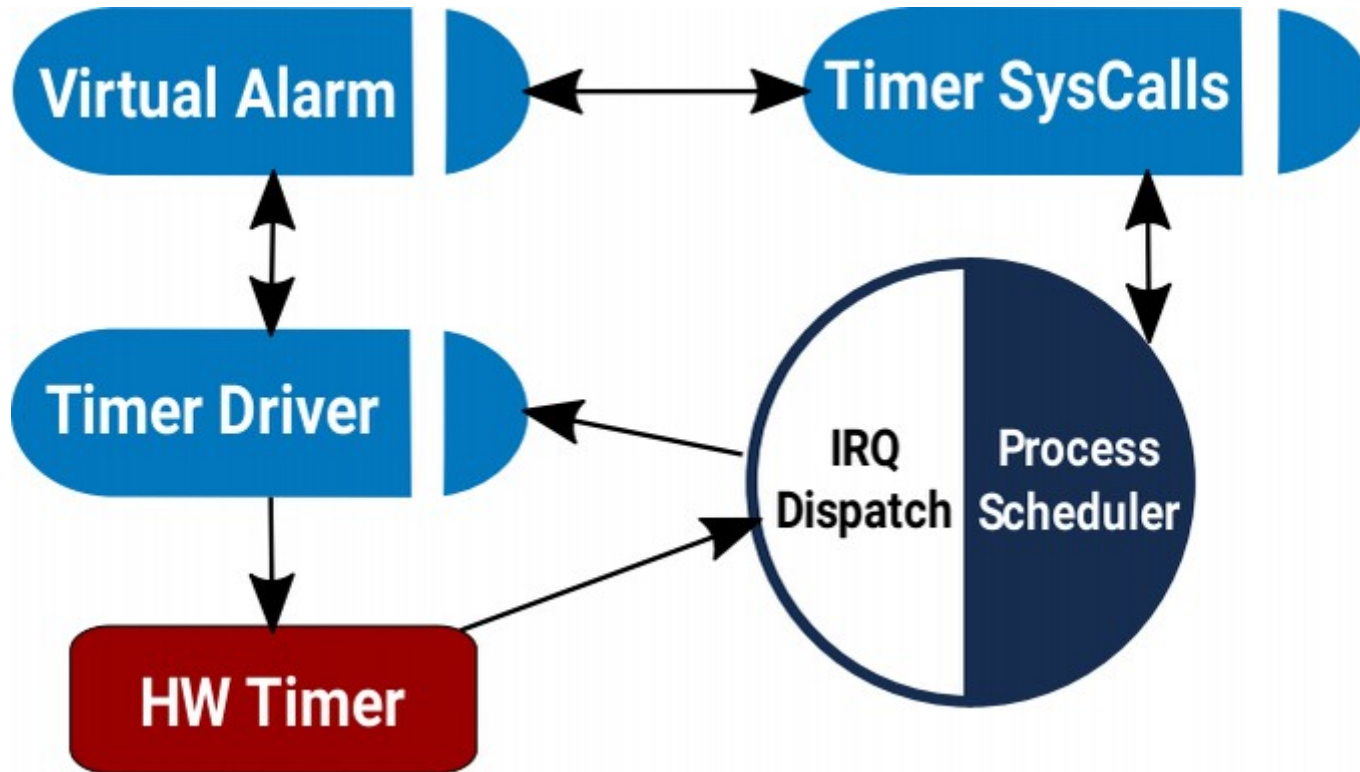 Virtual Alarm
Timer SysCalls
Timer Driver
IRQ
Dispatch
Process
Scheduler
HW Timer